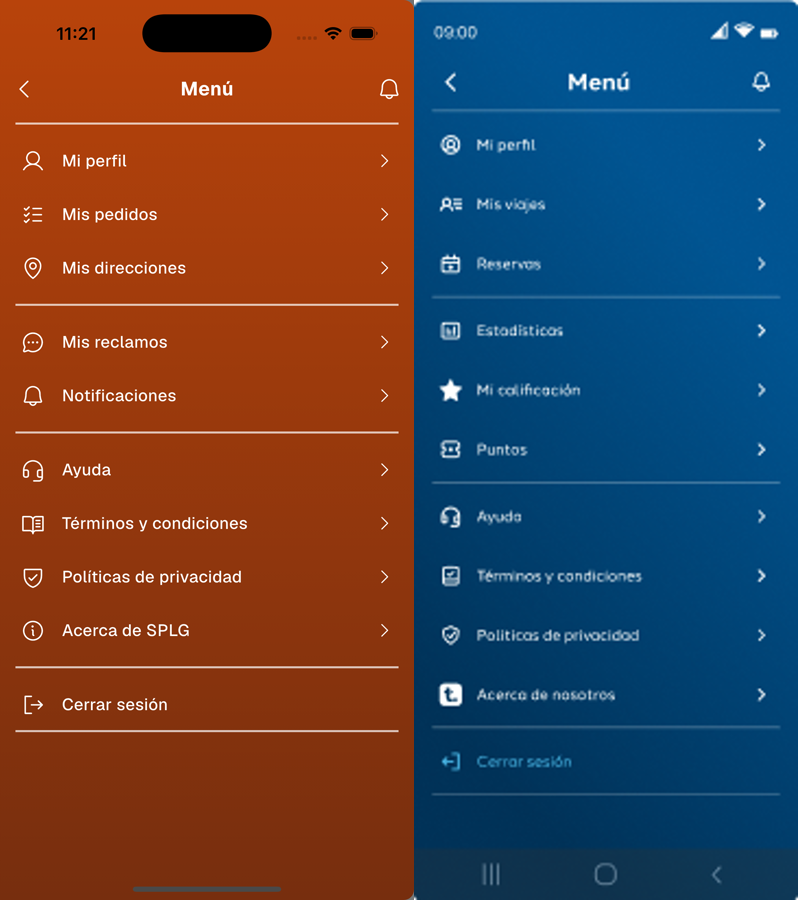 11:21
Menú
Mi perfil
Mis pedidos
Mis direcciones
Mis reclamos
Notificaciones
Ayuda
Términos y condiciones
Políticas de privacidad
Acerca de SPLG
Cerrar sesión
09:00
Menú
Mi perfil
Mis viajes
Reservas
Estadísticas
Mi calificación
Puntos
Ayuda
Términos y condiciones
Políticas de privacidad
t.
Acerca de nosotros
Cerrar sesión